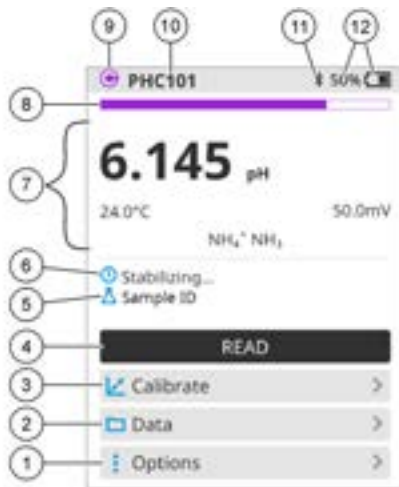 9 10 11 12
PHC101 50%
8
7
6.145 pH
24.0°C 50.0mV
NH₄⁺ NH₃
6 Stabilizing...
5 Sample ID
4 READ
3 Calibrate >
2 Data >
1 Options >